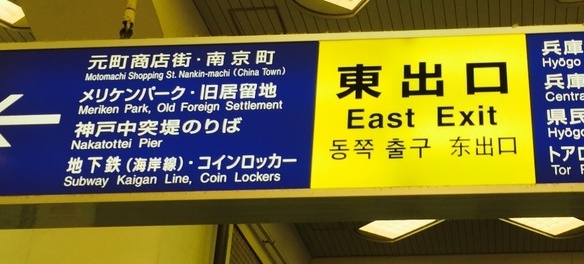 元町商店街・南京町
Motomachi Shopping St. Nankin-machi (China Town)
メリケンパーク・旧居留地
Meriken Park, Old Foreign Settlement
神戸中突堤のりば
Nakatottei Pier
地下鉄(海岸線)・コインロッカー
Subway Kaigan Line, Coin Lockers
東出口
East Exit
동쪽 출구 东出口
兵庫
Hyōgo
兵庫
Centra
県民
Hyōg
トアロ
Tor R